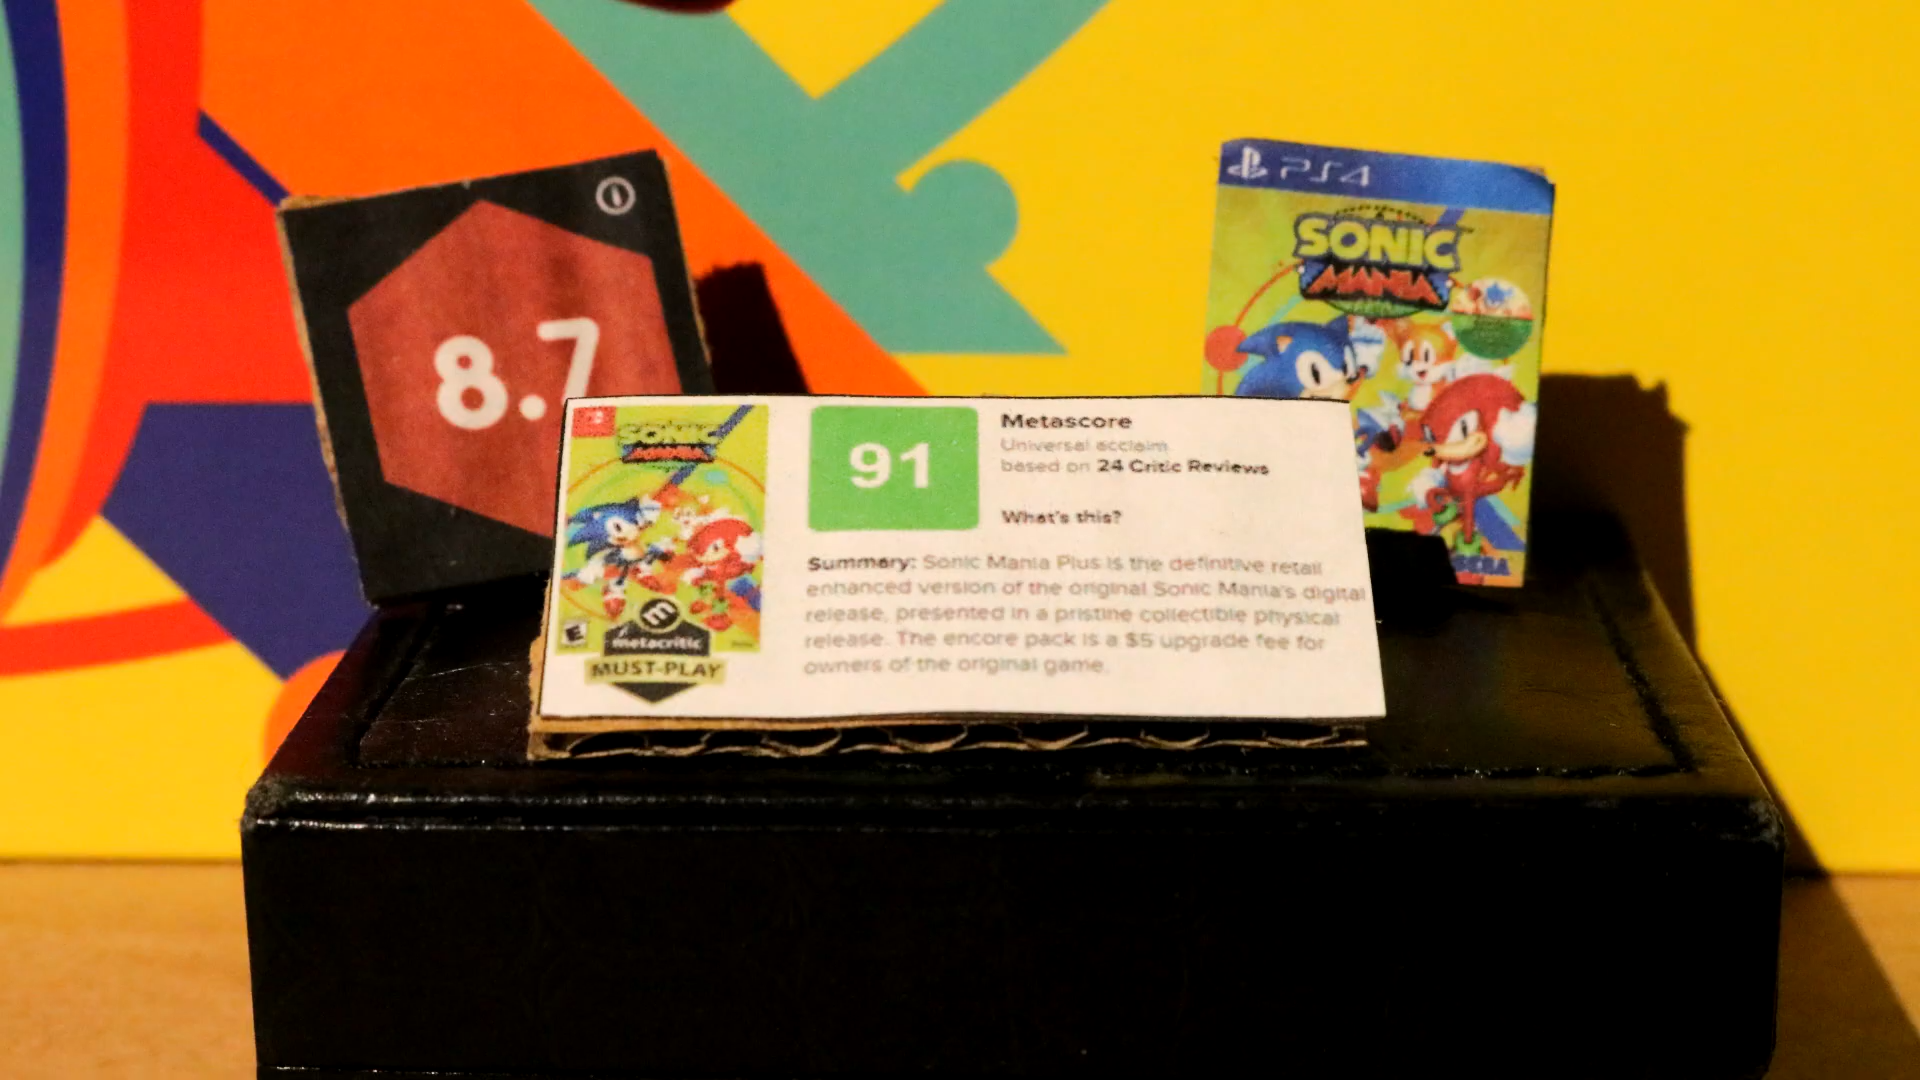 8.7
PS4
SONIC
MANIA
SEGA
SONIC
MANIA
E
metacritic
MUST-PLAY
91
Metascore
Universal acclaim
based on 24 Critic Reviews
What's this?
Summary: Sonic Mania Plus is the definitive retail
enhanced version of the original Sonic Mania's digital
release, presented in a pristine collectible physical
release. The encore pack is a $5 upgrade fee for
owners of the original game.